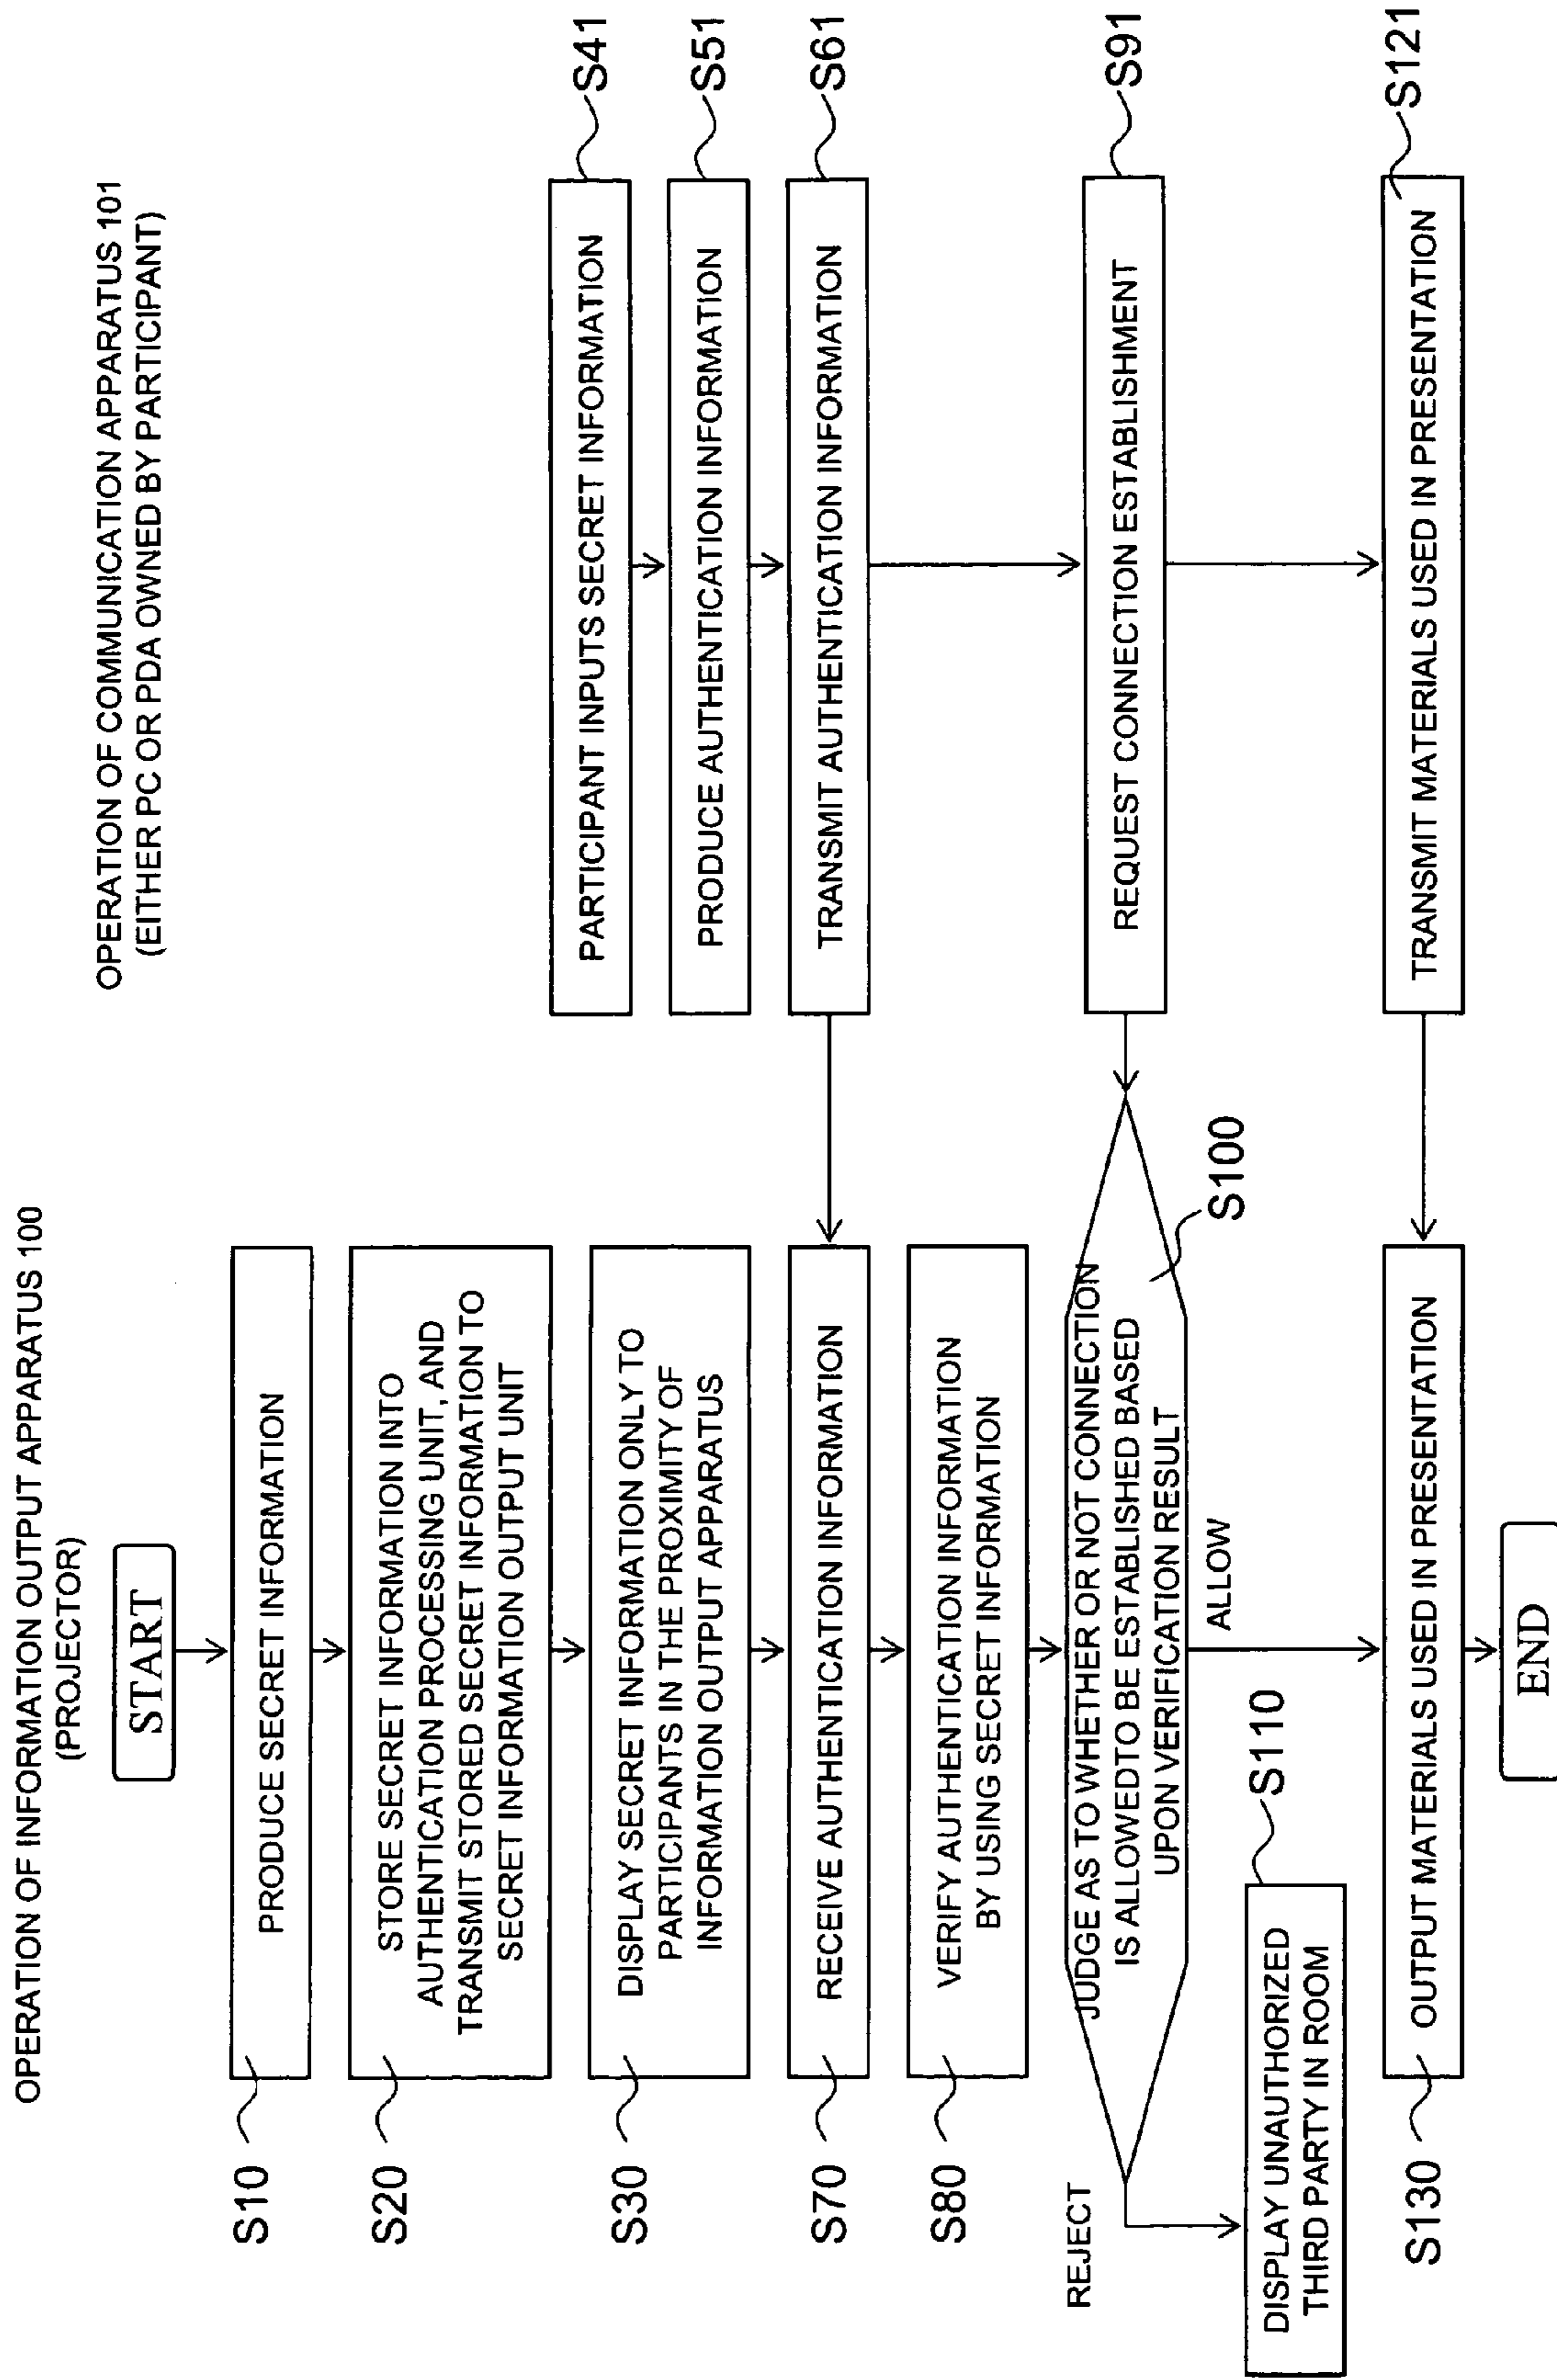 OPERATION OF INFORMATION OUTPUT APPARATUS 100
(PROJECTOR)
START
S10
PRODUCE SECRET INFORMATION
S20
STORE SECRET INFORMATION INTO
AUTHENTICATION PROCESSING UNIT, AND
TRANSMIT STORED SECRET INFORMATION TO
SECRET INFORMATION OUTPUT UNIT
S30
DISPLAY SECRET INFORMATION ONLY TO
PARTICIPANTS IN THE PROXIMITY OF
INFORMATION OUTPUT APPARATUS
S70
RECEIVE AUTHENTICATION INFORMATION
S80
VERIFY AUTHENTICATION INFORMATION
BY USING SECRET INFORMATION
JUDGE AS TO WHETHER OR NOT CONNECTION
IS ALLOWEDTO BE ESTABLISHED BASED
UPON VERIFICATION RESULT
S100
REJECT
ALLOW
S110
DISPLAY UNAUTHORIZED
THIRD PARTY IN ROOM
S130
OUTPUT MATERIALS USED IN PRESENTATION
END
OPERATION OF COMMUNICATION APPARATUS 101
(EITHER PC OR PDA OWNED BY PARTICIPANT)
PARTICIPANT INPUTS SECRET INFORMATION
S41
PRODUCE AUTHENTICATION INFORMATION
S51
TRANSMIT AUTHENTICATION INFORMATION
S61
REQUEST CONNECTION ESTABLISHMENT
S91
TRANSMIT MATERIALS USED IN PRESENTATION
S121